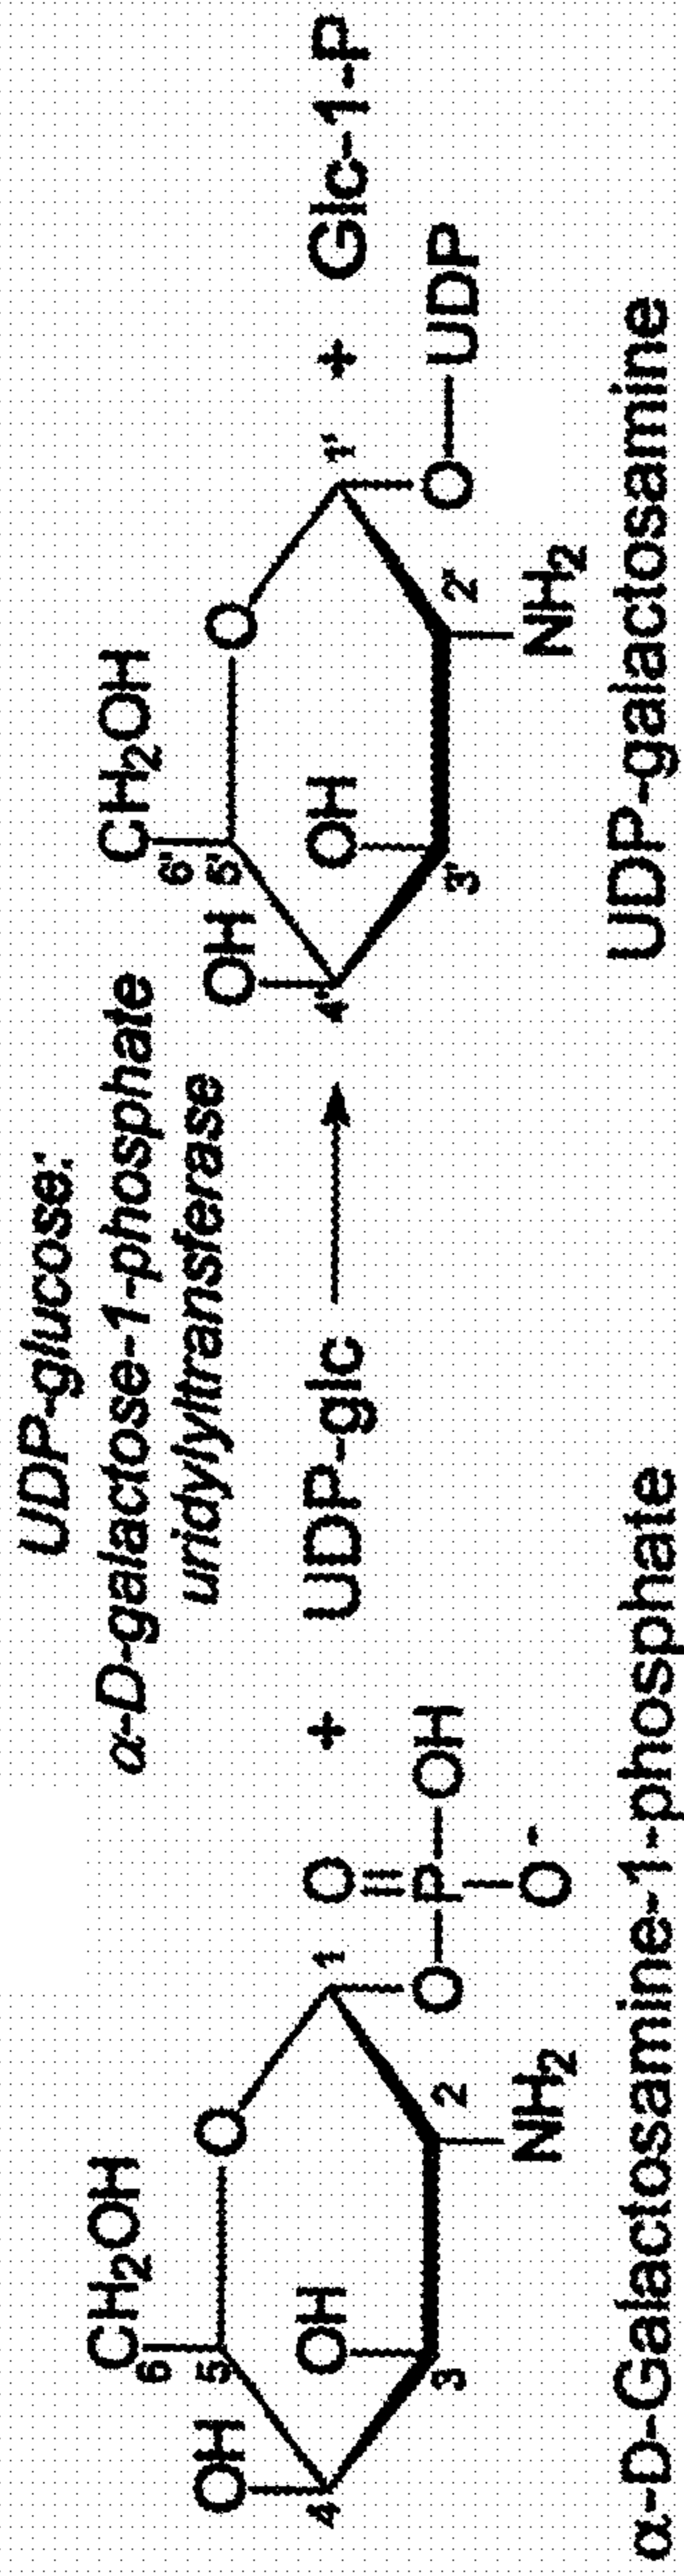 UDP-glucose:
α-D-galactose-1-phosphate
uridylyltransferase
CH2OH
6
5
OH
4
OH
3
O
1
2
NH2
O
O
P
OH
O-
+
UDP-glc
CH2OH
6'
5'
OH
4'
OH
3'
O
1'
2'
NH2
O
UDP
+
Glc-1-P
α-D-Galactosamine-1-phosphate
UDP-galactosamine